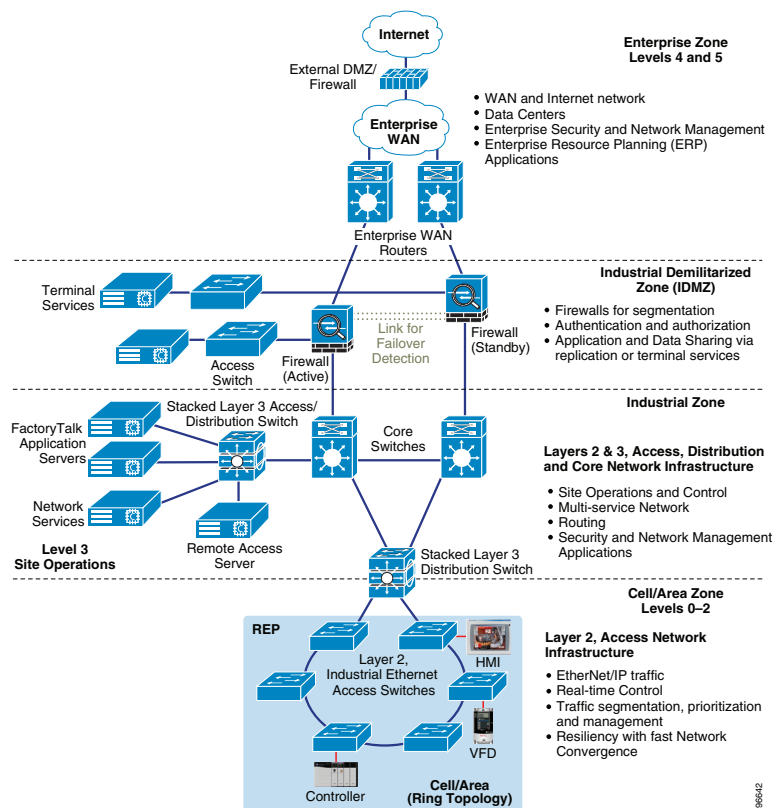 Internet
External DMZ/
Firewall
Enterprise
WAN
Enterprise Zone
Levels 4 and 5
• WAN and Internet network
• Data Centers
• Enterprise Security and Network Management
• Enterprise Resource Planning (ERP)
Applications
Enterprise WAN
Routers
Terminal
Services
Industrial Demilitarized
Zone (IDMZ)
• Firewalls for segmentation
• Authentication and authorization
• Application and Data Sharing via
replication or terminal services
Link for
Failover
Detection
Firewall
(Standby)
Access
Switch
Firewall
(Active)
Industrial Zone
Stacked Layer 3 Access/
Distribution Switch
FactoryTalk
Application
Servers
Core
Switches
Layers 2 & 3, Access, Distribution
and Core Network Infrastructure
• Site Operations and Control
• Multi-service Network
• Routing
• Security and Network Management
Applications
Network
Services
Level 3
Site Operations
Remote Access
Server
Stacked Layer 3
Distribution Switch
Cell/Area Zone
Levels 0–2
REP
Layer 2,
Industrial Ethernet
Access Switches
HMI
Layer 2, Access Network
Infrastructure
• EtherNet/IP traffic
• Real-time Control
• Traffic segmentation, prioritization
and management
• Resiliency with fast Network
Convergence
VFD
Controller
Cell/Area
(Ring Topology)